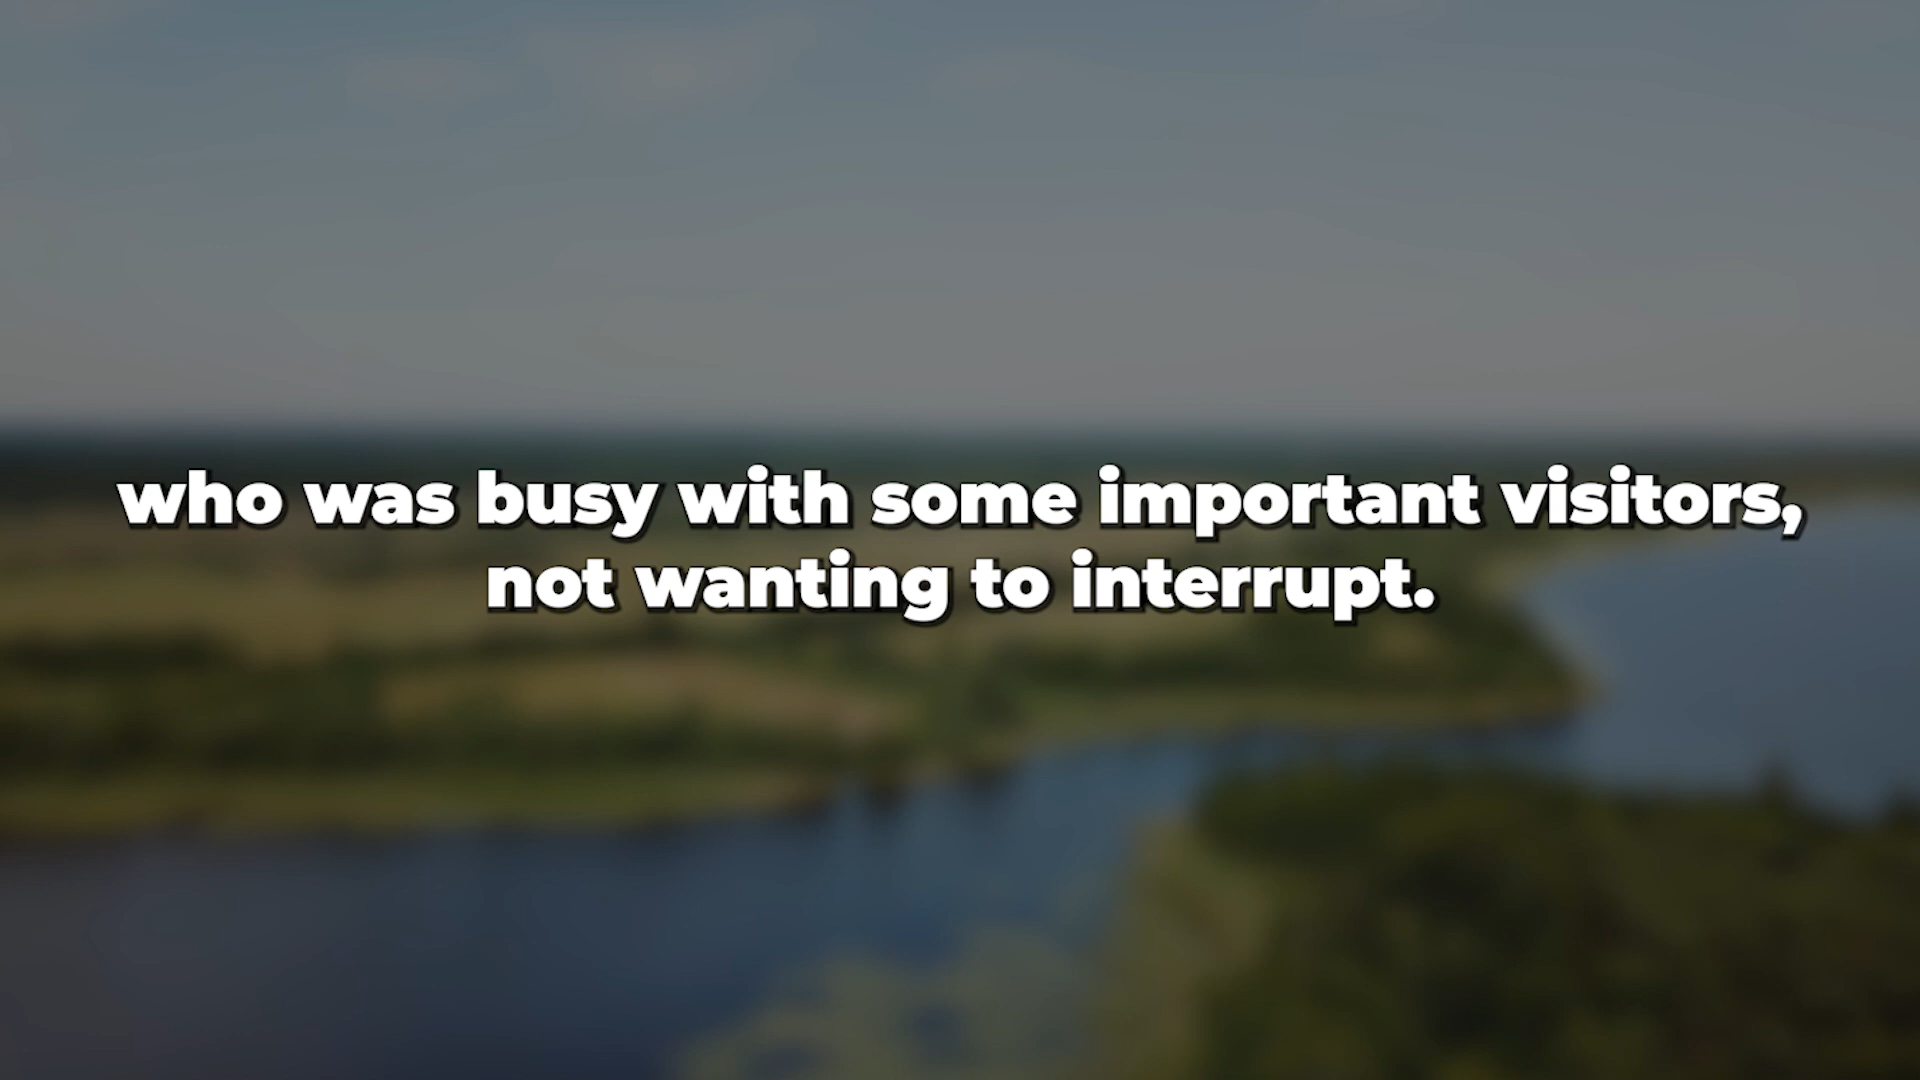 who was busy with some important visitors,
not wanting to interrupt.